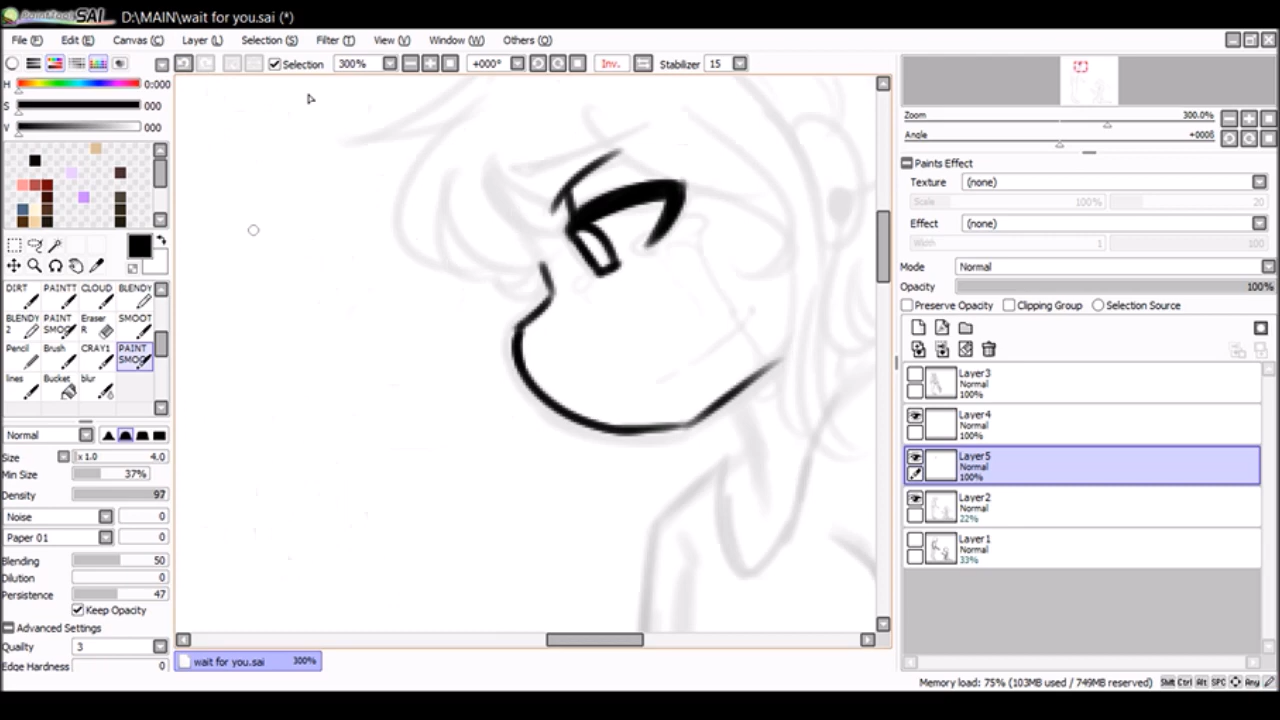 PaintTool SAI D:\MAIN\wait for you.sai (*)
File (F) Edit (E) Canvas (C) Layer (L) Selection (S) Filter (T) View (V) Window (W) Others (O)
Selection 300% +000° Inv. Stabilizer 15
H 0:000
S 000
V 000
DIRT PAINTT CLOUD BLENDY
BLENDY 2 PAINT SMOO Eraser R SMOOT
Pencil Brush CRAY1 PAINT SMOO
lines Bucket blur
Normal
Size x 1.0 4.0
Min Size 37%
Density 97
Noise 0
Paper 01 0
Blending 50
Dilution 0
Persistence 47
Keep Opacity
Advanced Settings
Quality 3
Edge Hardness 0
wait for you.sai 300%
Zoom 300.0%
Angle
Paints Effect
Texture (none)
Scale 100% 20
Effect (none)
Width 1 100
Mode Normal
Opacity 100%
Preserve Opacity Clipping Group Selection Source
Layer3
Normal
100%
Layer4
Normal
100%
Layer5
Normal
100%
Layer2
Normal
22%
Layer1
Normal
33%
Memory load: 75% (103MB used / 749MB reserved) Shft Ctrl Alt SPC Any